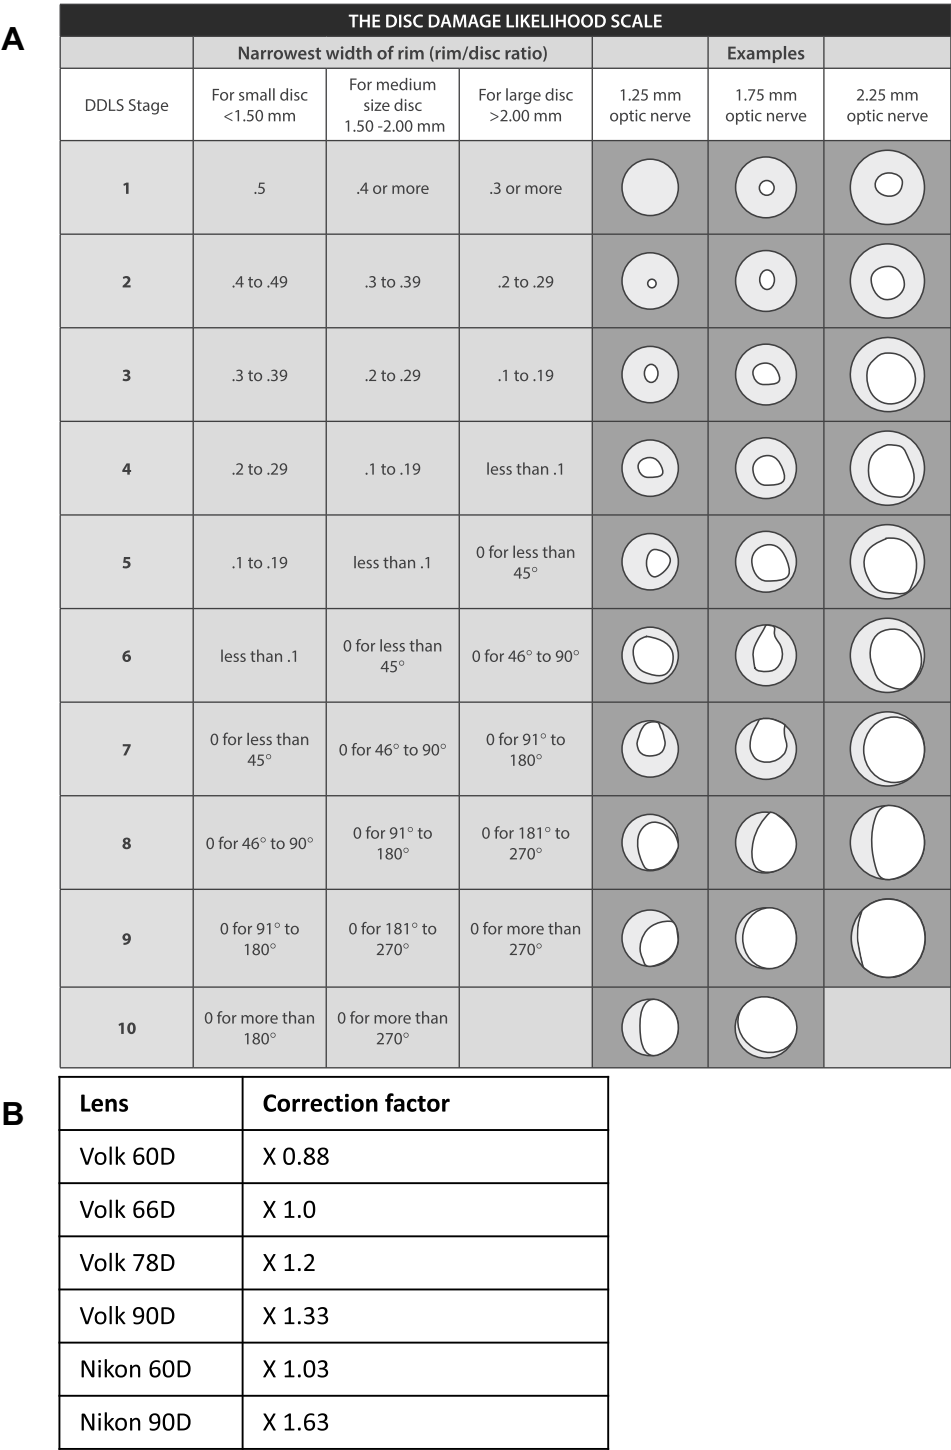 A
THE DISC DAMAGE LIKELIHOOD SCALE
Narrowest width of rim (rim/disc ratio)
Examples
DDLS Stage
For small disc
<1.50 mm
For medium
size disc
1.50 -2.00 mm
For large disc
>2.00 mm
1.25 mm
optic nerve
1.75 mm
optic nerve
2.25 mm
optic nerve
1
.5
.4 or more
.3 or more
2
.4 to .49
.3 to .39
.2 to .29
3
.3 to .39
.2 to .29
.1 to .19
4
.2 to .29
.1 to .19
less than .1
5
.1 to .19
less than .1
0 for less than
45°
6
less than .1
0 for less than
45°
0 for 46° to 90°
7
0 for less than
45°
0 for 46° to 90°
0 for 91° to
180°
8
0 for 46° to 90°
0 for 91° to
180°
0 for 181° to
270°
9
0 for 91° to
180°
0 for 181° to
270°
0 for more than
270°
10
0 for more than
180°
0 for more than
270°
B
Lens
Correction factor
Volk 60D
X 0.88
Volk 66D
X 1.0
Volk 78D
X 1.2
Volk 90D
X 1.33
Nikon 60D
X 1.03
Nikon 90D
X 1.63